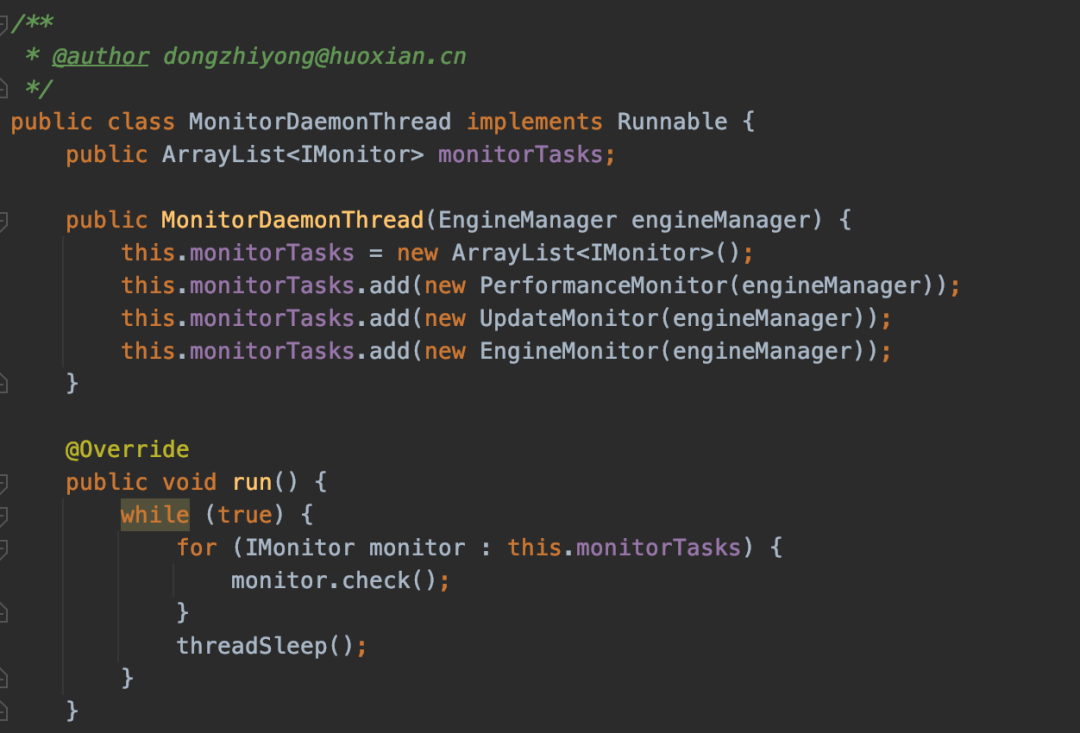 /**
 * @author dongzhiyong@huoxian.cn
 */
public class MonitorDaemonThread implements Runnable {
    public ArrayList<IMonitor> monitorTasks;

    public MonitorDaemonThread(EngineManager engineManager) {
        this.monitorTasks = new ArrayList<IMonitor>();
        this.monitorTasks.add(new PerformanceMonitor(engineManager));
        this.monitorTasks.add(new UpdateMonitor(engineManager));
        this.monitorTasks.add(new EngineMonitor(engineManager));
    }

    @Override
    public void run() {
        while (true) {
            for (IMonitor monitor : this.monitorTasks) {
                monitor.check();
            }
            threadSleep();
        }
    }